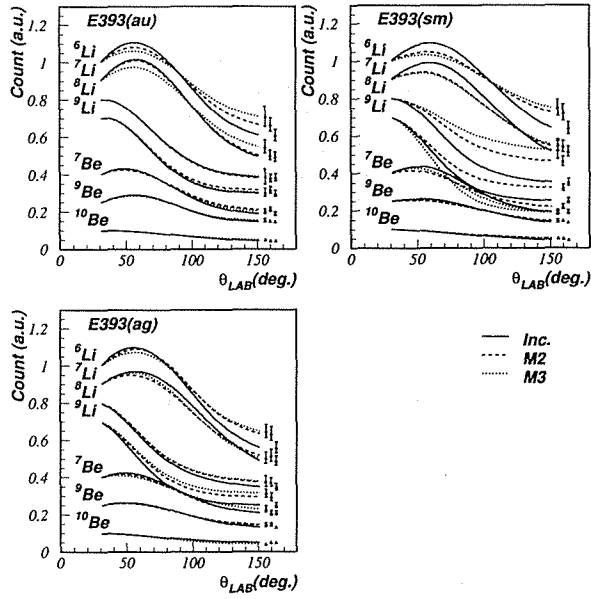 E393(au)
Count (a.u.)
1.2
1
0.8
0.6
0.4
0.2
0
⁶Li
⁷Li
⁸Li
⁹Li
⁷Be
⁹Be
¹⁰Be
0 50 100 150
θLAB(deg.)
E393(sm)
Count (a.u.)
1.2
1
0.8
0.6
0.4
0.2
0
⁶Li
⁷Li
⁸Li
⁹Li
⁷Be
⁹Be
¹⁰Be
0 50 100 150
θLAB(deg.)
E393(ag)
Count (a.u.)
1.2
1
0.8
0.6
0.4
0.2
0
⁶Li
⁷Li
⁸Li
⁹Li
⁷Be
⁹Be
¹⁰Be
0 50 100 150
θLAB(deg.)
Inc.
M2
M3